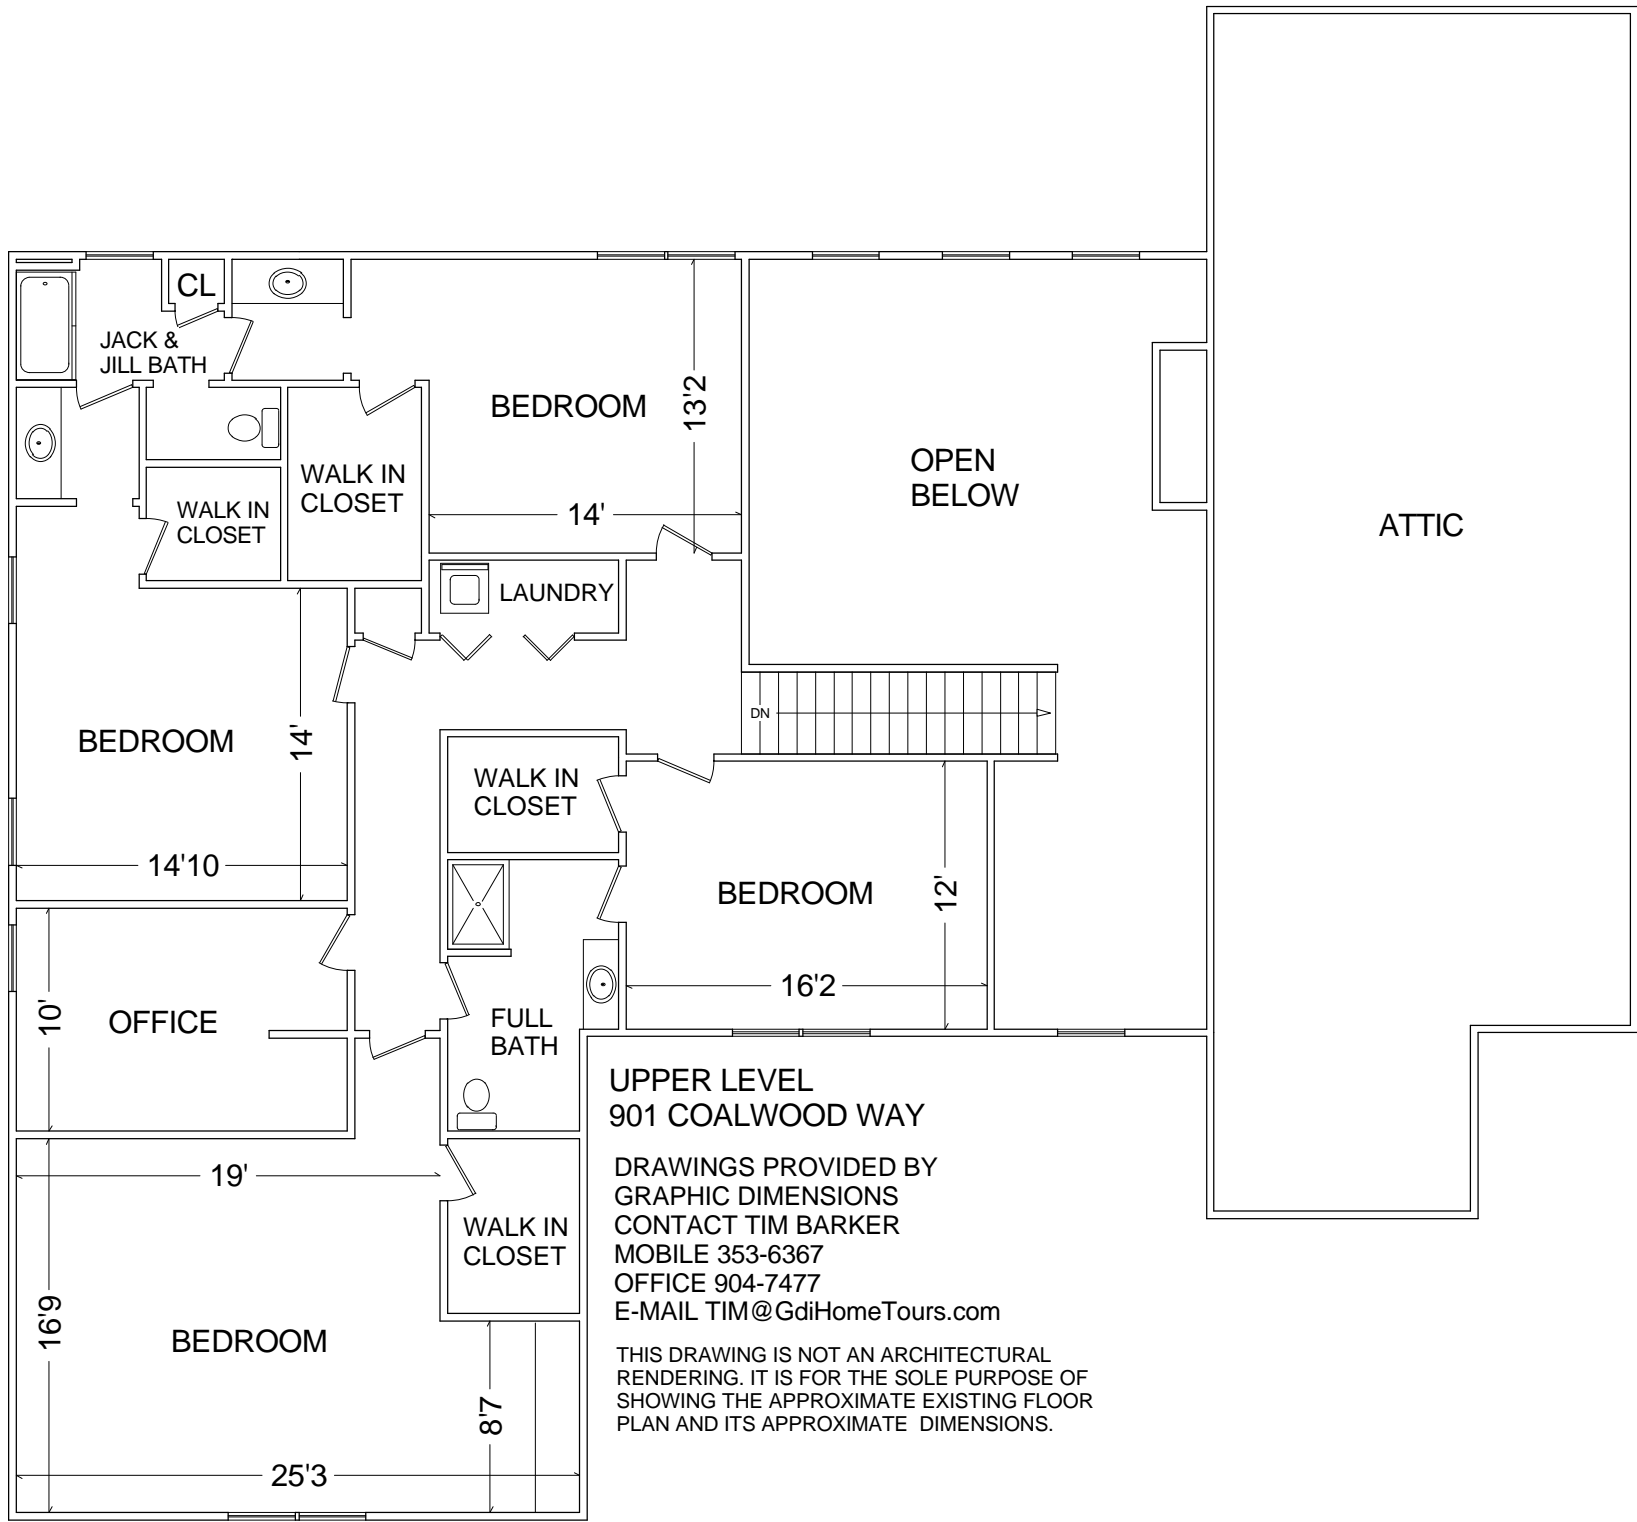 CL
JACK &
JILL BATH
BEDROOM
13'2
14'
WALK IN
CLOSET
WALK IN
CLOSET
OPEN
BELOW
ATTIC
LAUNDRY
DN
BEDROOM
14'
14'10
WALK IN
CLOSET
BEDROOM
12'
16'2
OFFICE
10'
FULL
BATH
19'
WALK IN
CLOSET
16'9
BEDROOM
8'7
25'3
UPPER LEVEL
901 COALWOOD WAY
DRAWINGS PROVIDED BY
GRAPHIC DIMENSIONS
CONTACT TIM BARKER
MOBILE 353-6367
OFFICE 904-7477
E-MAIL TIM@GdiHomeTours.com
THIS DRAWING IS NOT AN ARCHITECTURAL
RENDERING. IT IS FOR THE SOLE PURPOSE OF
SHOWING THE APPROXIMATE EXISTING FLOOR
PLAN AND ITS APPROXIMATE DIMENSIONS.